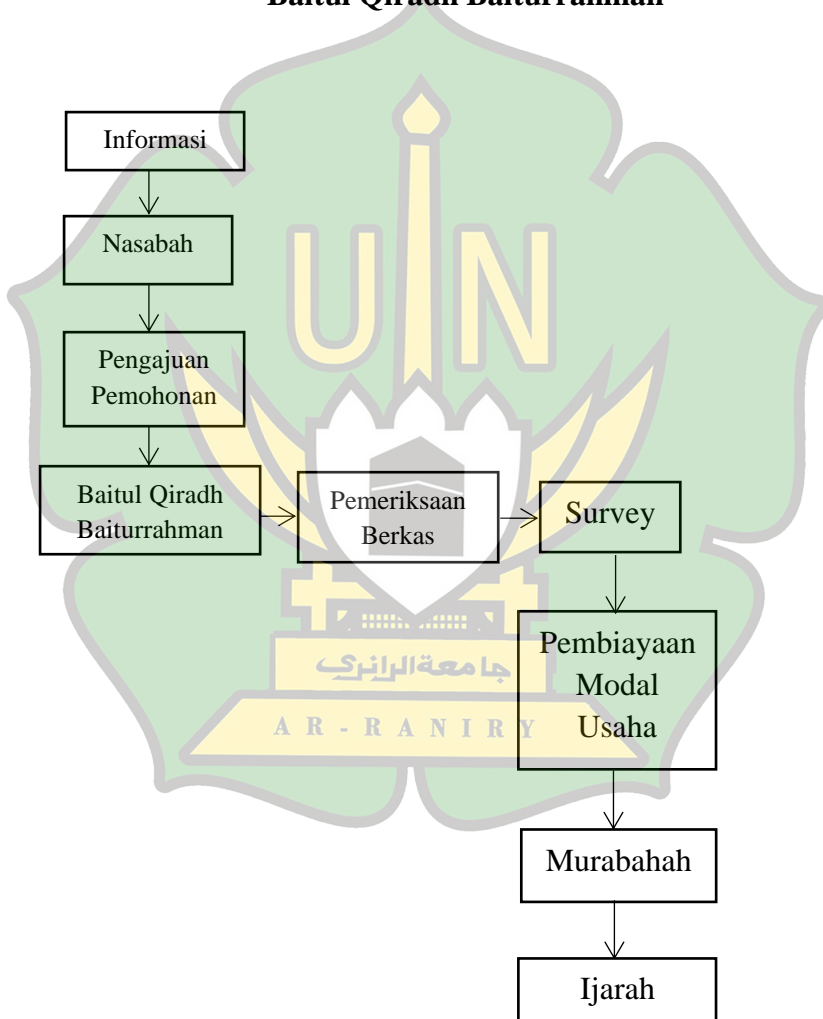 Baitul Qiradh Baiturrahman
Informasi
Nasabah
Pengajuan
Pemohonan
Baitul Qiradh
Baiturrahman
Pemeriksaan
Berkas
Survey
Pembiayaan
Modal
Usaha
Murabahah
Ijarah
UIN
جامعة الرانري
AR-RANIRY